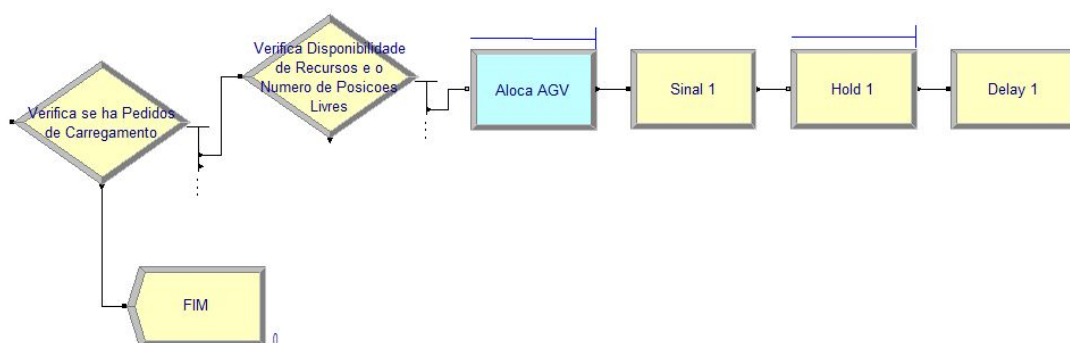 Verifica se ha Pedidos
de Carregamento
Verifica Disponibilidade
de Recursos e o
Numero de Posicoes
Livres
Aloca AGV
Sinal 1
Hold 1
Delay 1
FIM
0